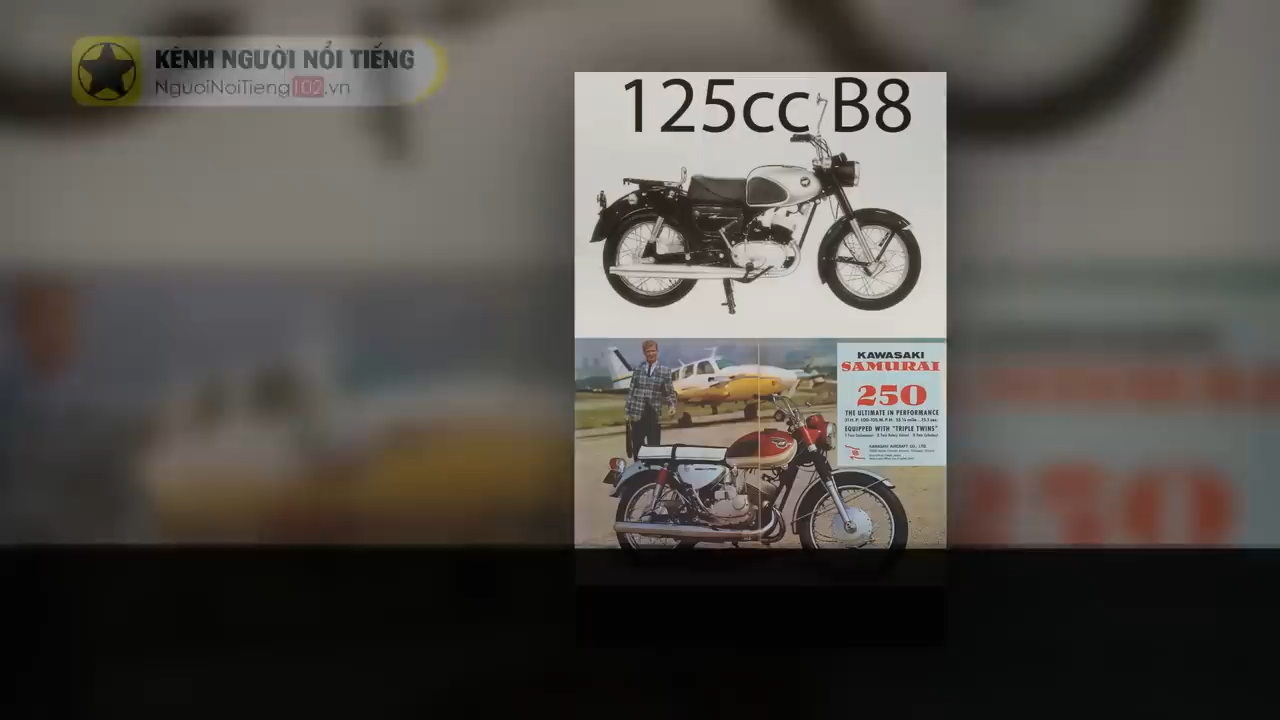 KÊNH NGƯỜI NỔI TIẾNG
NguoiNoiTieng102.vn
125cc B8
KAWASAKI
SAMURAI
250
THE ULTIMATE IN PERFORMANCE
EQUIPPED WITH "TRIPLE TWINS"
KAWASAKI AIRCRAFT CO., LTD.